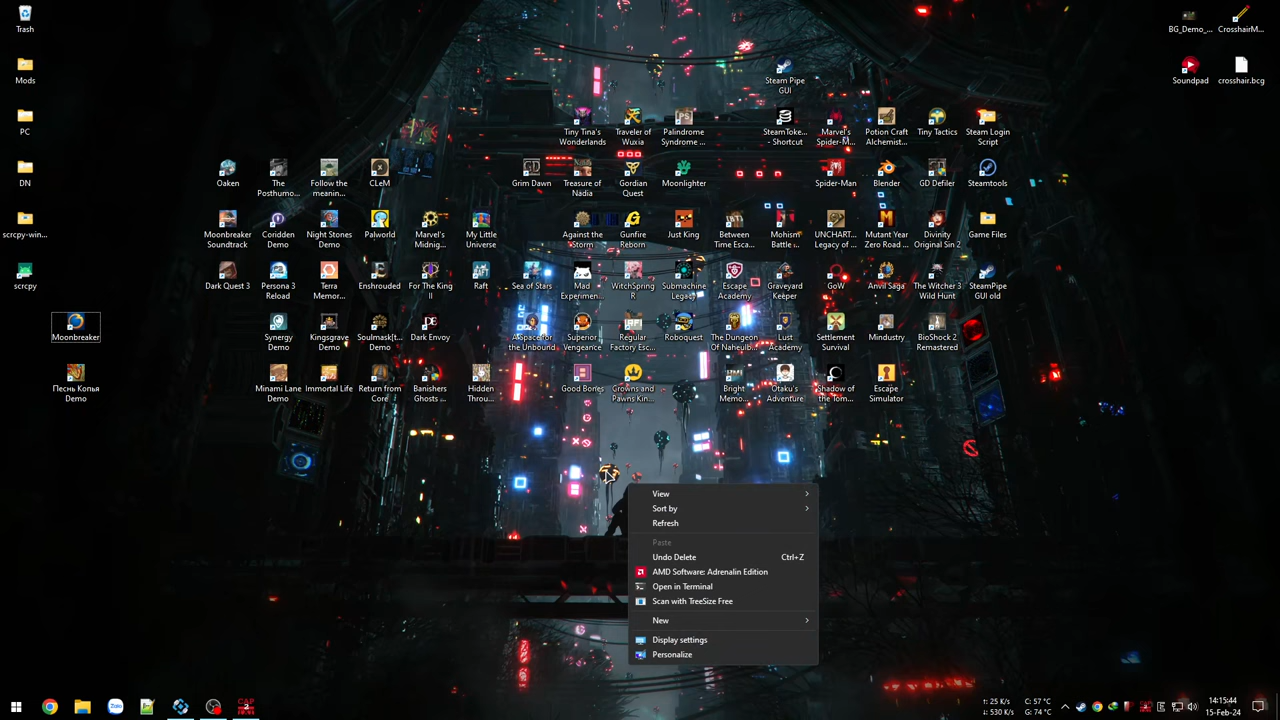 Trash
BG_Demo_...
CrosshairM...
Mods
Steam Pipe
GUI
Soundpad
crosshair.bcg
PC
Tiny Tina's
Wonderlands
Traveler of
Wuxia
Palindrome
Syndrome ...
SteamToke...
- Shortcut
Marvel's
Spider-M...
Potion Craft
Alchemist...
Tiny Tactics
Steam Login
Script
DN
Oaken
The
Posthumo...
Follow the
meanin...
CLeM
Grim Dawn
Treasure of
Nadia
Gordian
Quest
Moonlighter
Spider-Man
Blender
GD Defiler
Steamtools
scrcpy-win...
Moonbreaker
Soundtrack
Coridden
Demo
Night Stones
Demo
Palworld
Marvel's
Midnig...
My Little
Universe
Against the
Storm
Gunfire
Reborn
Just King
Between
Time Esca...
Mohism
Battle ...
UNCHART...
Legacy of ...
Mutant Year
Zero Road ...
Divinity
Original Sin 2
Game Files
scrcpy
Dark Quest 3
Persona 3
Reload
Terra
Memor...
Enshrouded
For The King
II
Raft
Sea of Stars
Mad
Experimen...
WitchSpring
R
Submachine
Legacy
Escape
Academy
Graveyard
Keeper
GoW
Anvil Saga
The Witcher 3
Wild Hunt
SteamPipe
GUI old
Moonbreaker
Synergy
Demo
Kingsgrave
Demo
Soulmask[t...
Demo
Dark Envoy
A Space for
the Unbound
Superior
Vengeance
Regular
Factory Esc...
Roboquest
The Dungeon
Of Naheulb...
Lust
Academy
Settlement
Survival
Mindustry
BioShock 2
Remastered
Песнь Копья
Demo
Minami Lane
Demo
Immortal Life
Return from
Core
Banishers
Ghosts ...
Hidden
Throu...
Good Bones
Crowns and
Pawns Kin...
Bright
Memo...
Otaku's
Adventure
Shadow of
the Tom...
Escape
Simulator
View
Sort by
Refresh
Paste
Undo Delete Ctrl+Z
AMD Software: Adrenalin Edition
Open in Terminal
Scan with TreeSize Free
New
Display settings
Personalize
Zalo
↑: 25 K/s
↓: 530 K/s
C: 57 °C
G: 74 °C
14:15:44
15-Feb-24